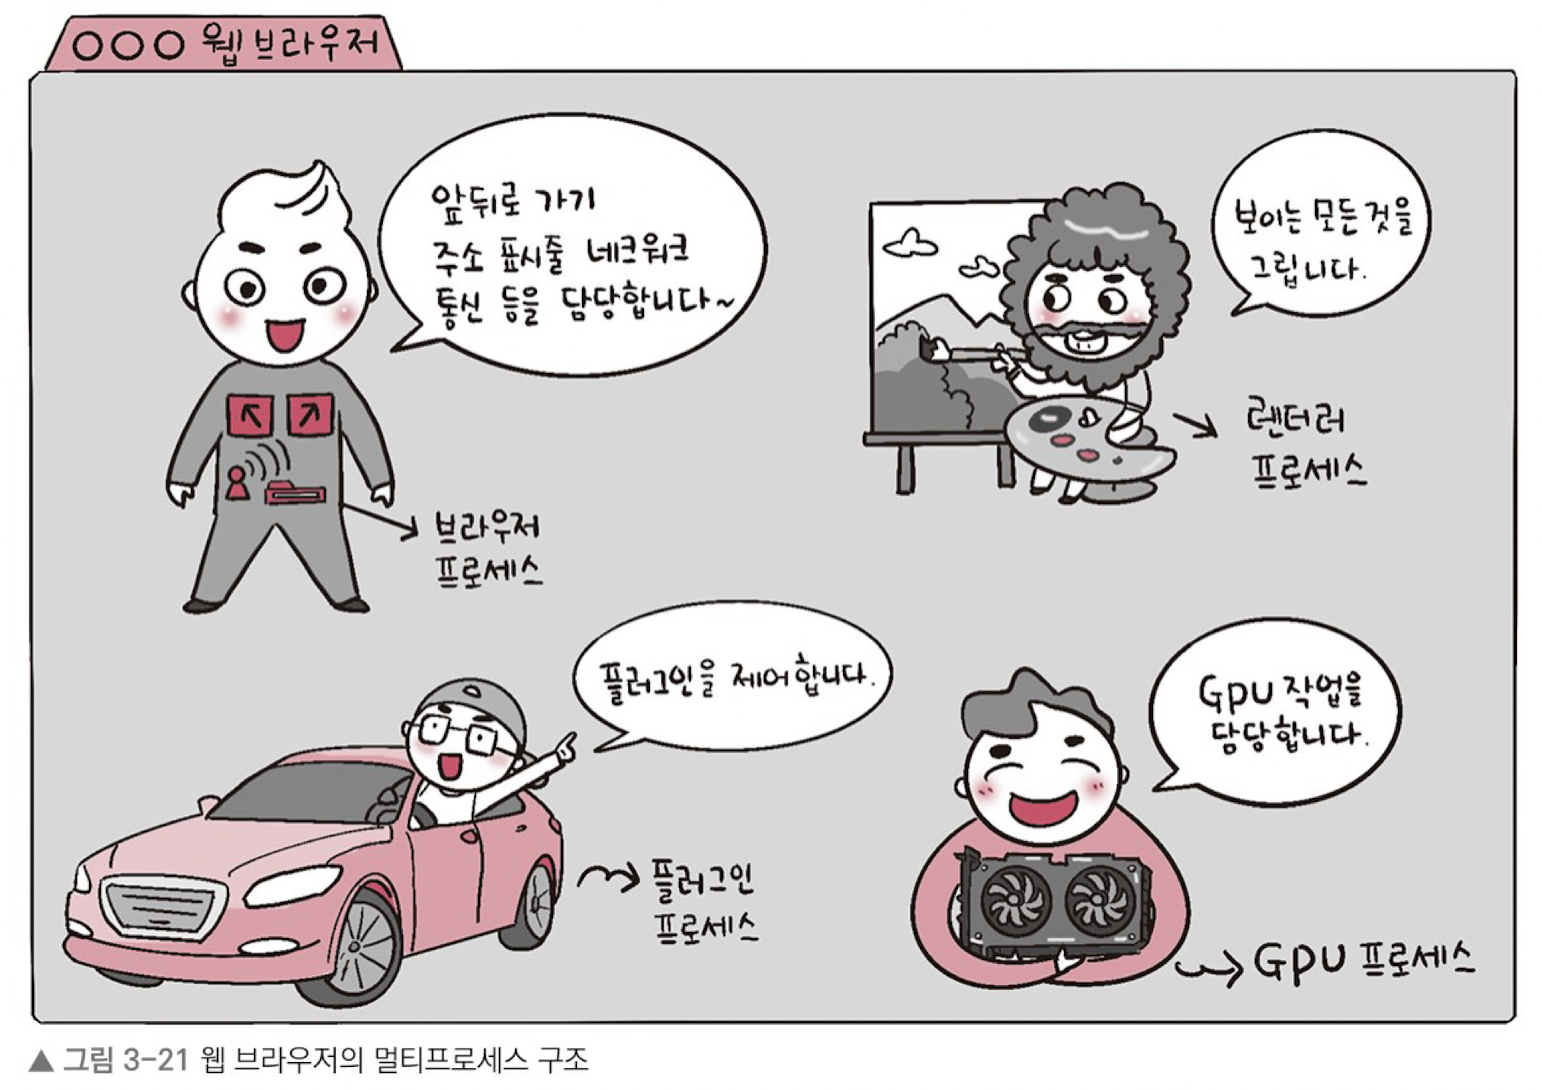 웹브라우저
앞뒤로 가기
주소 표시줄 네크워크
통신 등을 담당합니다~
브라우저
프로세스
보이는 모든것을
그립니다.
렌더러
프로세스
플러그인을 제어합니다.
플러그인
프로세스
GPU 작업을
담당합니다.
GPU 프로세스
▲ 그림 3-21 웹 브라우저의 멀티프로세스 구조